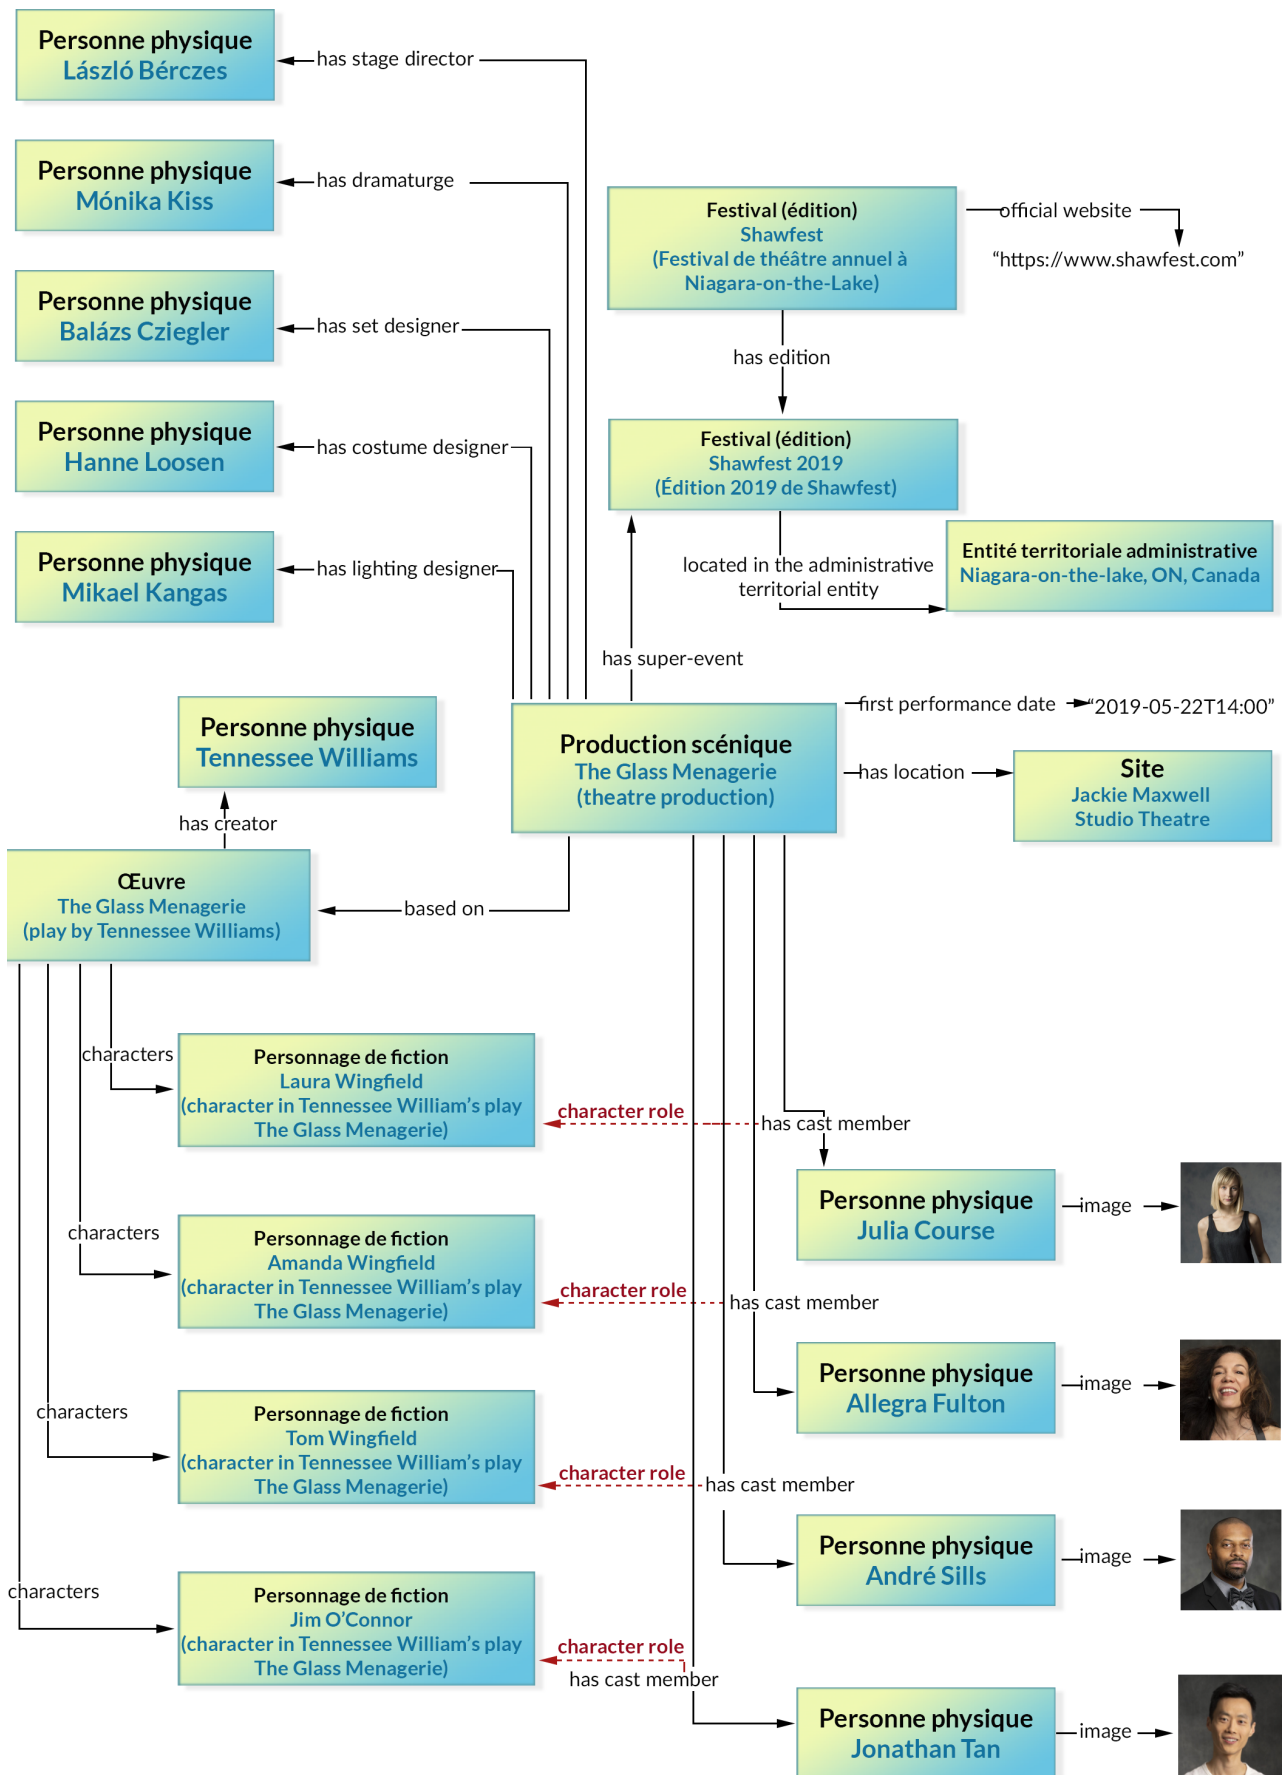 Personne physique
László Bérczes
has stage director
Personne physique
Mónika Kiss
has dramaturge
Personne physique
Balázs Cziegler
has set designer
Personne physique
Hanne Loosen
has costume designer
Personne physique
Mikael Kangas
has lighting designer
Festival (édition)
Shawfest
(Festival de théâtre annuel à
Niagara-on-the-Lake)
official website
“https://www.shawfest.com”
has edition
Festival (édition)
Shawfest 2019
(Édition 2019 de Shawfest)
located in the administrative
territorial entity
Entité territoriale administrative
Niagara-on-the-lake, ON, Canada
has super-event
Production scénique
The Glass Menagerie
(theatre production)
first performance date
“2019-05-22T14:00”
has location
Site
Jackie Maxwell
Studio Theatre
Personne physique
Tennessee Williams
has creator
Œuvre
The Glass Menagerie
(play by Tennessee Williams)
based on
characters
Personnage de fiction
Laura Wingfield
(character in Tennessee William’s play
The Glass Menagerie)
character role
has cast member
Personne physique
Julia Course
image
characters
Personnage de fiction
Amanda Wingfield
(character in Tennessee William’s play
The Glass Menagerie)
character role
has cast member
Personne physique
Allegra Fulton
image
characters
Personnage de fiction
Tom Wingfield
(character in Tennessee William’s play
The Glass Menagerie)
character role
has cast member
Personne physique
André Sills
image
characters
Personnage de fiction
Jim O’Connor
(character in Tennessee William’s play
The Glass Menagerie)
character role
has cast member
Personne physique
Jonathan Tan
image